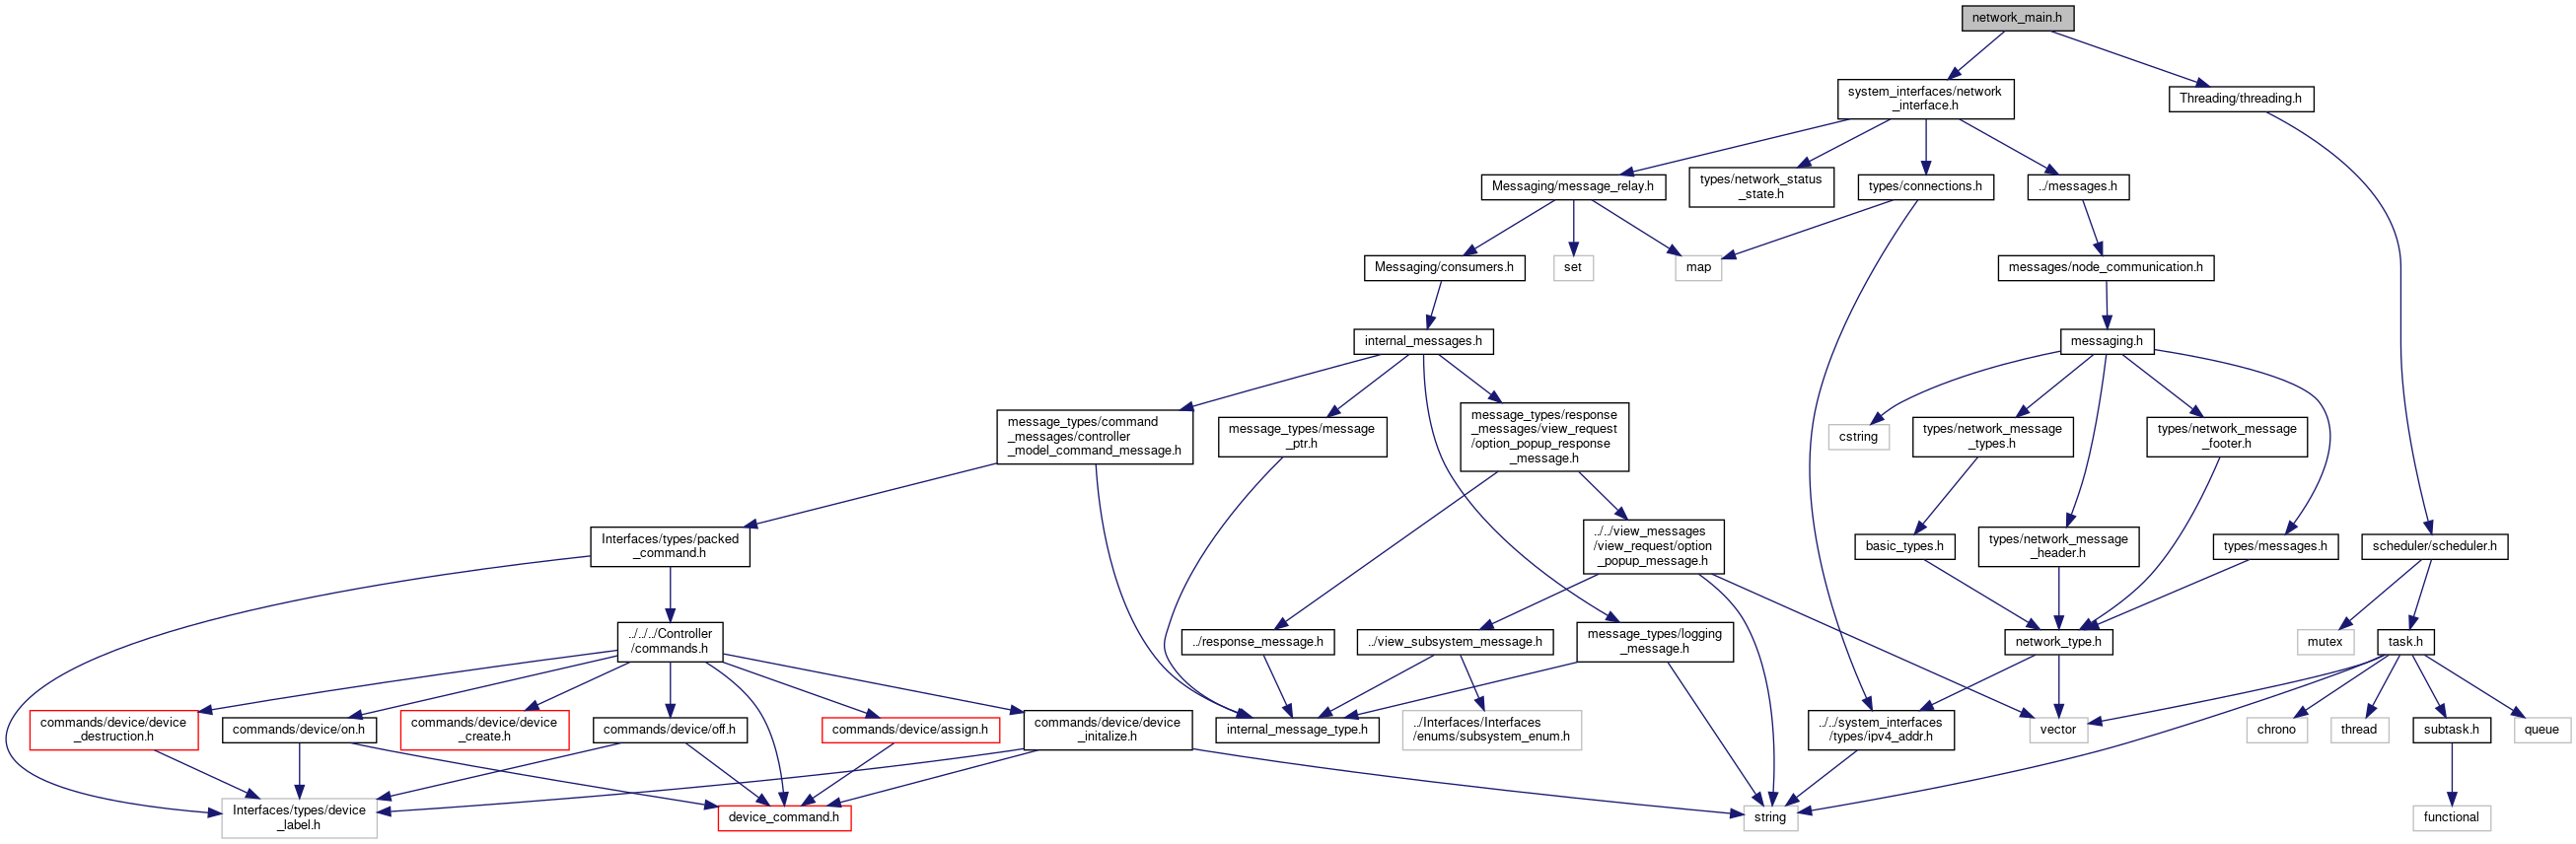 network_main.h
system_interfaces/network
_interface.h
Threading/threading.h
Messaging/message_relay.h
types/network_status
_state.h
types/connections.h
../messages.h
Messaging/consumers.h
set
map
messages/node_communication.h
internal_messages.h
messaging.h
message_types/command
_messages/controller
_model_command_message.h
message_types/message
_ptr.h
message_types/response
_messages/view_request
/option_popup_response
_message.h
cstring
types/network_message
_types.h
types/network_message
_footer.h
Interfaces/types/packed
_command.h
../../view_messages
/view_request/option
_popup_message.h
basic_types.h
types/network_message
_header.h
types/messages.h
scheduler/scheduler.h
../../../Controller
/commands.h
../response_message.h
../view_subsystem_message.h
message_types/logging
_message.h
network_type.h
mutex
task.h
commands/device/device
_destruction.h
commands/device/on.h
commands/device/device
_create.h
commands/device/off.h
commands/device/assign.h
commands/device/device
_initalize.h
internal_message_type.h
../Interfaces/Interfaces
/enums/subsystem_enum.h
../../system_interfaces
/types/ipv4_addr.h
vector
chrono
thread
subtask.h
queue
Interfaces/types/device
_label.h
device_command.h
string
functional